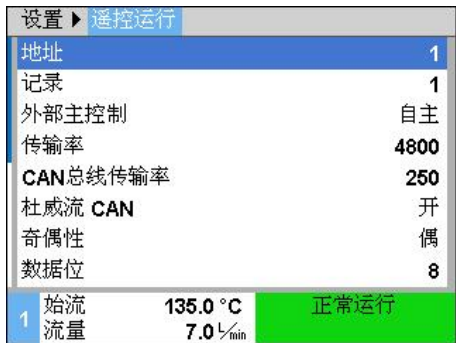 设置 ▶ 遥控运行
地址 1
记录 1
外部主控制 自主
传输率 4800
CAN总线传输率 250
杜威流 CAN 开
奇偶性 偶
数据位 8
1 始流 135.0 °C 正常运行
流量 7.0 L/min